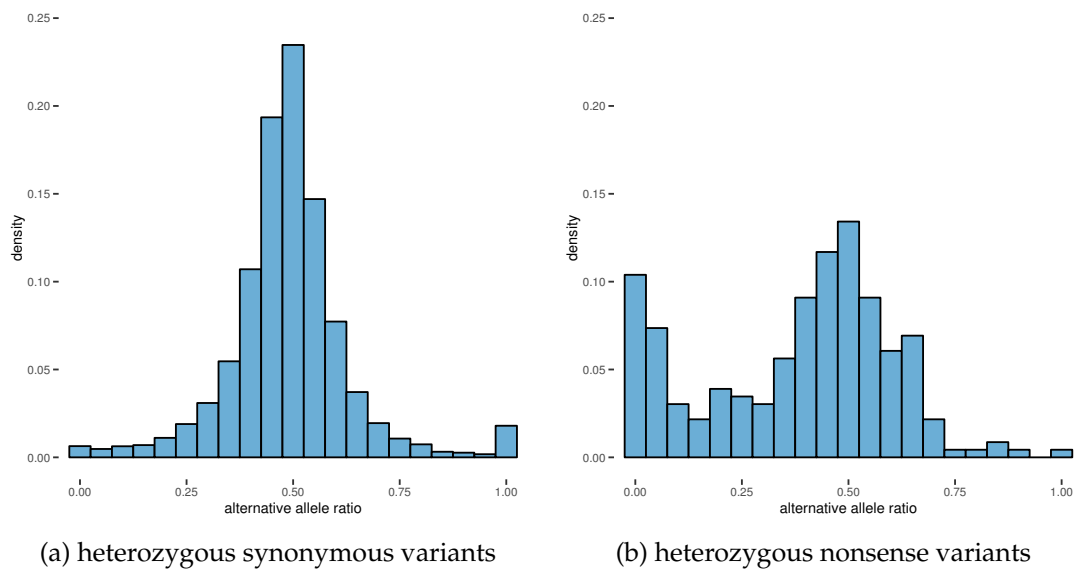 0.25
0.20
0.15
0.10
0.05
0.00
density
0.00 0.25 0.50 0.75 1.00
alternative allele ratio
(a) heterozygous synonymous variants
0.25
0.20
0.15
0.10
0.05
0.00
density
0.00 0.25 0.50 0.75 1.00
alternative allele ratio
(b) heterozygous nonsense variants